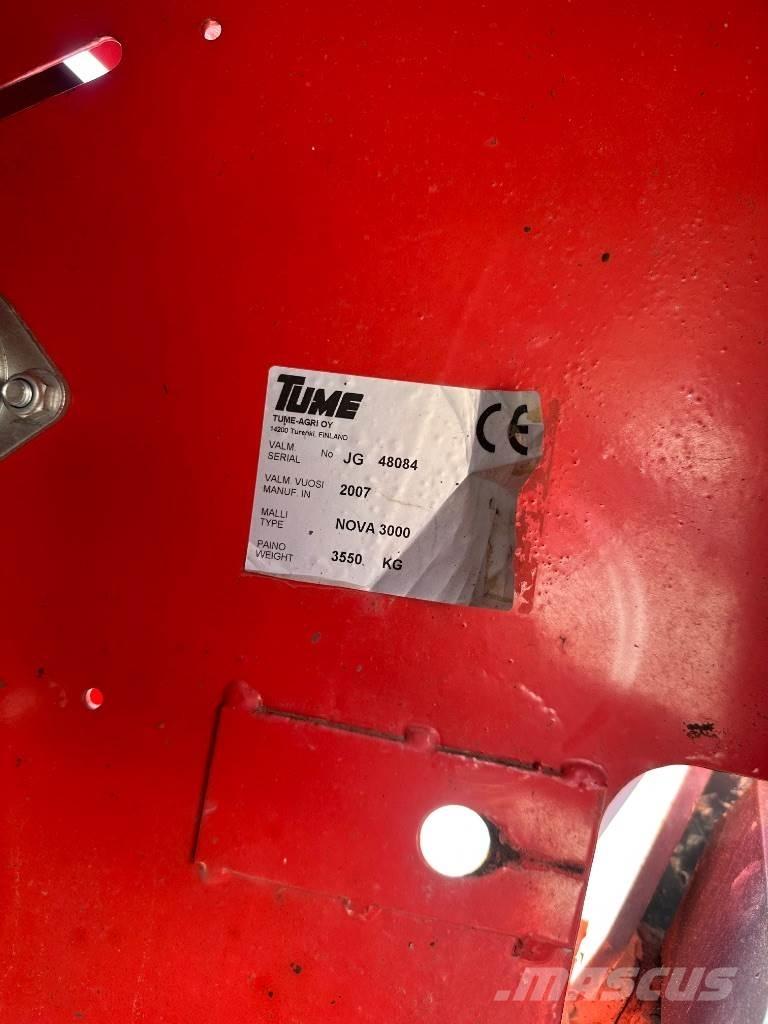 TUME
TUME-AGRI OY
14200 Turenki, FINLAND
CE
VALM. No JG 48084
SERIAL
VALM. VUOSI 2007
MANUF. IN
MALLI NOVA 3000
TYPE
PAINO 3550 KG
WEIGHT
.mascus